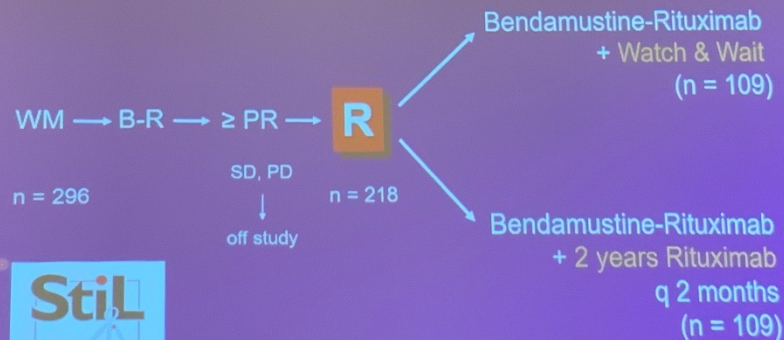 Bendamustine-Rituximab
+ Watch & Wait
(n = 109)
WM → B-R → ≥ PR → R
SD, PD
↓
off study
n = 296
n = 218
Bendamustine-Rituximab
+ 2 years Rituximab
q 2 months
(n = 109)
StiL